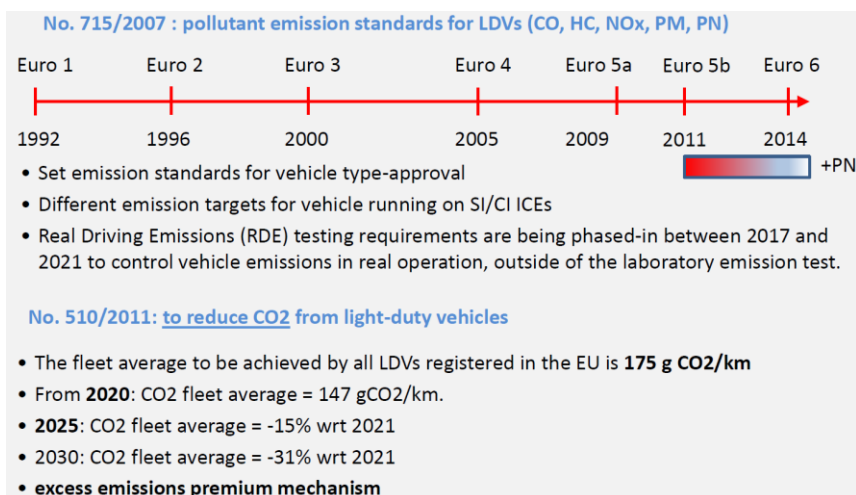 No. 715/2007 : pollutant emission standards for LDVs (CO, HC, NOx, PM, PN)
Euro 1 Euro 2 Euro 3 Euro 4 Euro 5a Euro 5b Euro 6
1992 1996 2000 2005 2009 2011 2014
• Set emission standards for vehicle type-approval
+PN
• Different emission targets for vehicle running on SI/CI ICEs
• Real Driving Emissions (RDE) testing requirements are being phased-in between 2017 and
2021 to control vehicle emissions in real operation, outside of the laboratory emission test.
No. 510/2011: to reduce CO2 from light-duty vehicles
• The fleet average to be achieved by all LDVs registered in the EU is 175 g CO2/km
• From 2020: CO2 fleet average = 147 gCO2/km.
• 2025: CO2 fleet average = -15% wrt 2021
• 2030: CO2 fleet average = -31% wrt 2021
• excess emissions premium mechanism